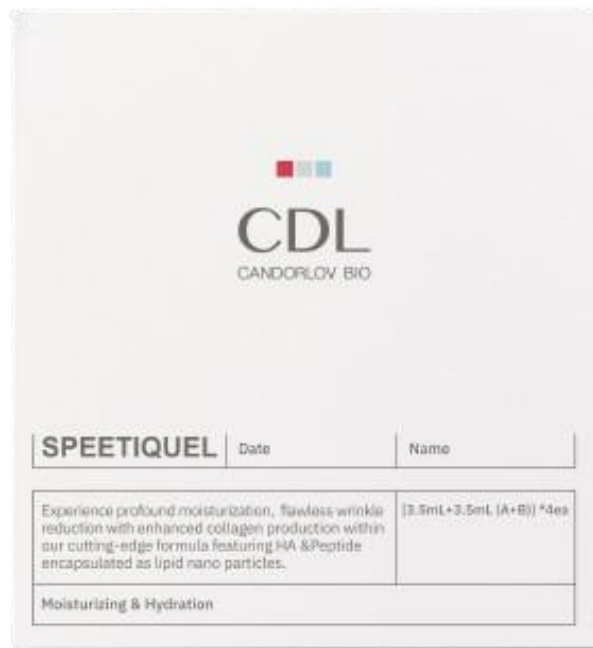 CDL
CANDORLOV BIO
SPEETIQUEL
Date
Name
Experience profound moisturization, flawless wrinkle
reduction with enhanced collagen production within
our cutting-edge formula featuring HA &Peptide
encapsulated as lipid nano particles.
[3.5mL+3.5mL (A+B)] *4ea
Moisturizing & Hydration